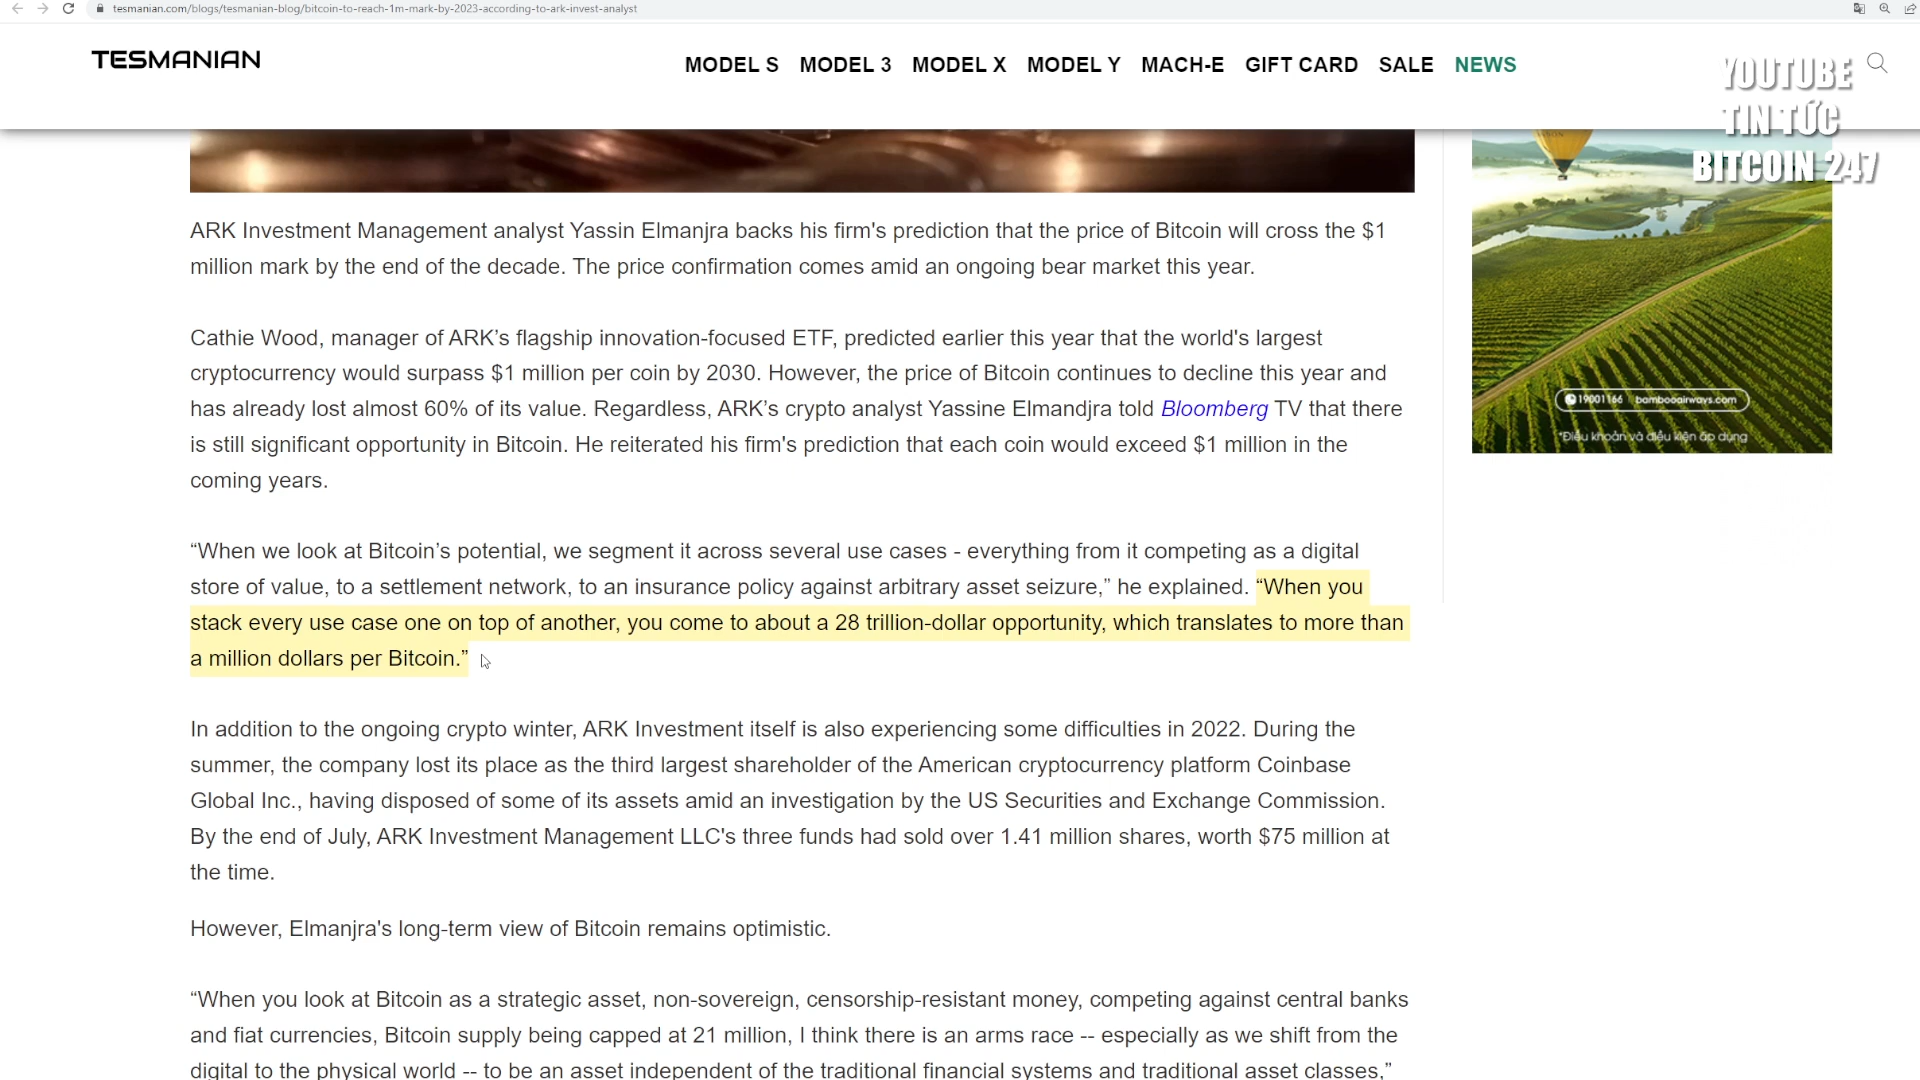 tesmanian.com/blogs/tesmanian-blog/bitcoin-to-reach-1m-mark-by-2023-according-to-ark-invest-analyst
TESMANIAN
MODEL S MODEL 3 MODEL X MODEL Y MACH-E GIFT CARD SALE NEWS
YOUTUBE
TIN TỨC
BITCOIN 247
ARK Investment Management analyst Yassin Elmanjra backs his firm's prediction that the price of Bitcoin will cross the $1
million mark by the end of the decade. The price confirmation comes amid an ongoing bear market this year.
Cathie Wood, manager of ARK’s flagship innovation-focused ETF, predicted earlier this year that the world's largest
cryptocurrency would surpass $1 million per coin by 2030. However, the price of Bitcoin continues to decline this year and
has already lost almost 60% of its value. Regardless, ARK’s crypto analyst Yassine Elmandjra told Bloomberg TV that there
is still significant opportunity in Bitcoin. He reiterated his firm's prediction that each coin would exceed $1 million in the
coming years.
“When we look at Bitcoin’s potential, we segment it across several use cases - everything from it competing as a digital
store of value, to a settlement network, to an insurance policy against arbitrary asset seizure,” he explained. “When you
stack every use case one on top of another, you come to about a 28 trillion-dollar opportunity, which translates to more than
a million dollars per Bitcoin.”
In addition to the ongoing crypto winter, ARK Investment itself is also experiencing some difficulties in 2022. During the
summer, the company lost its place as the third largest shareholder of the American cryptocurrency platform Coinbase
Global Inc., having disposed of some of its assets amid an investigation by the US Securities and Exchange Commission.
By the end of July, ARK Investment Management LLC's three funds had sold over 1.41 million shares, worth $75 million at
the time.
However, Elmanjra's long-term view of Bitcoin remains optimistic.
“When you look at Bitcoin as a strategic asset, non-sovereign, censorship-resistant money, competing against central banks
and fiat currencies, Bitcoin supply being capped at 21 million, I think there is an arms race -- especially as we shift from the
digital to the physical world -- to be an asset independent of the traditional financial systems and traditional asset classes,”
19001166 bambooairways.com
*Điều khoản và điều kiện áp dụng